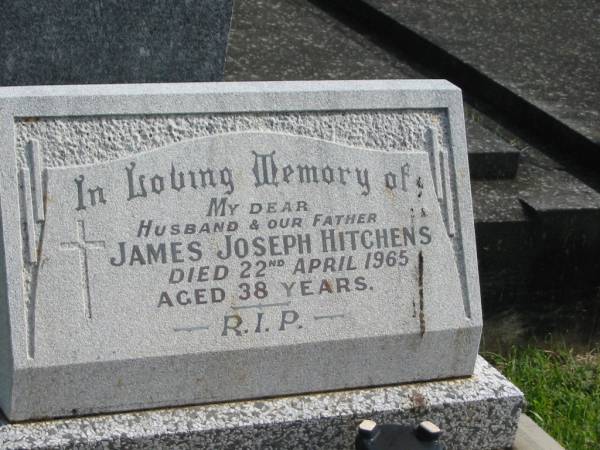 In Loving Memory of
MY DEAR
HUSBAND & OUR FATHER
JAMES JOSEPH HITCHENS
DIED 22ND APRIL 1965
AGED 38 YEARS.
— R.I.P. —